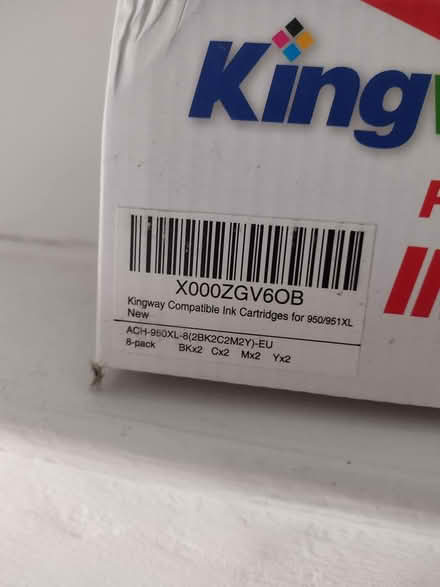 King
X000ZGV6OB
Kingway Compatible Ink Cartridges for 950/951XL
New
ACH-950XL-8(2BK2C2M2Y)-EU
8-pack BKx2 Cx2 Mx2 Yx2